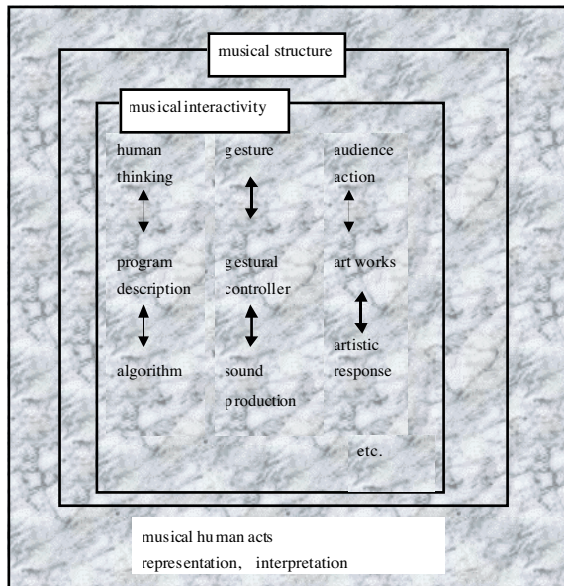 musical structure
musical interactivity
human
thinking
program
description
algorithm
gesture
gestural
controller
sound
production
audience
action
art works
artistic
response
etc.
musical human acts
representation, interpretation